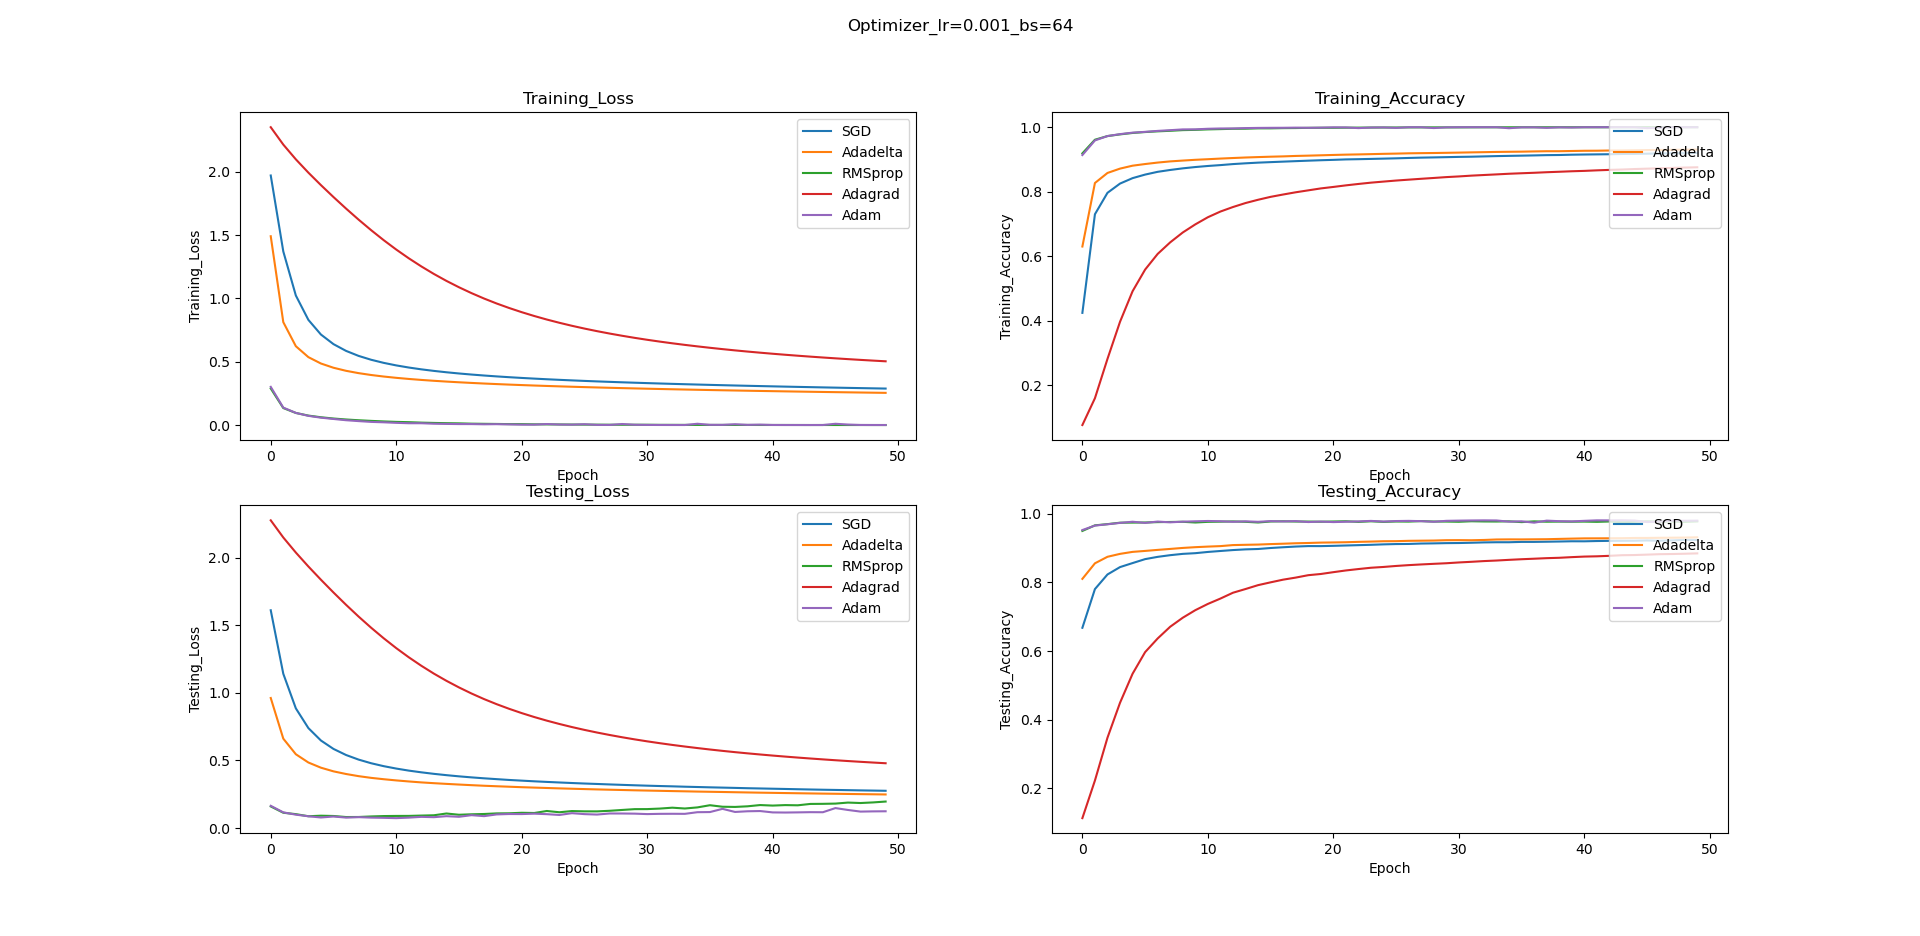 Optimizer_lr=0.001_bs=64
Training_Loss
Training_Loss
2.0
1.5
1.0
0.5
0.0
0 10 20 30 40 50
Epoch
SGD
Adadelta
RMSprop
Adagrad
Adam
Training_Accuracy
Training_Accuracy
1.0
0.8
0.6
0.4
0.2
0 10 20 30 40 50
Epoch
SGD
Adadelta
RMSprop
Adagrad
Adam
Testing_Loss
Testing_Loss
2.0
1.5
1.0
0.5
0.0
0 10 20 30 40 50
Epoch
SGD
Adadelta
RMSprop
Adagrad
Adam
Testing_Accuracy
Testing_Accuracy
1.0
0.8
0.6
0.4
0.2
0 10 20 30 40 50
Epoch
SGD
Adadelta
RMSprop
Adagrad
Adam